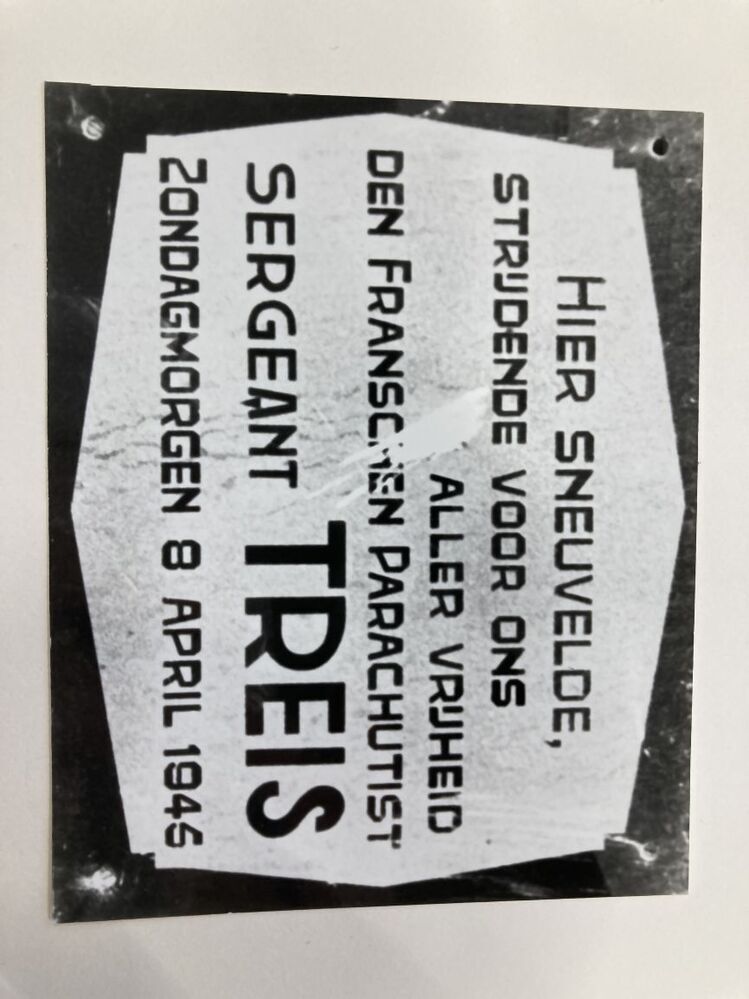 HIER SNEUVELDE,
STRIJDENDE VOOR ONS
ALLER VRIJHEID
DEN FRANSCHEN PARACHUTIST
SERGEANT TREIS
ZONDAGMORGEN 8 APRIL 1945